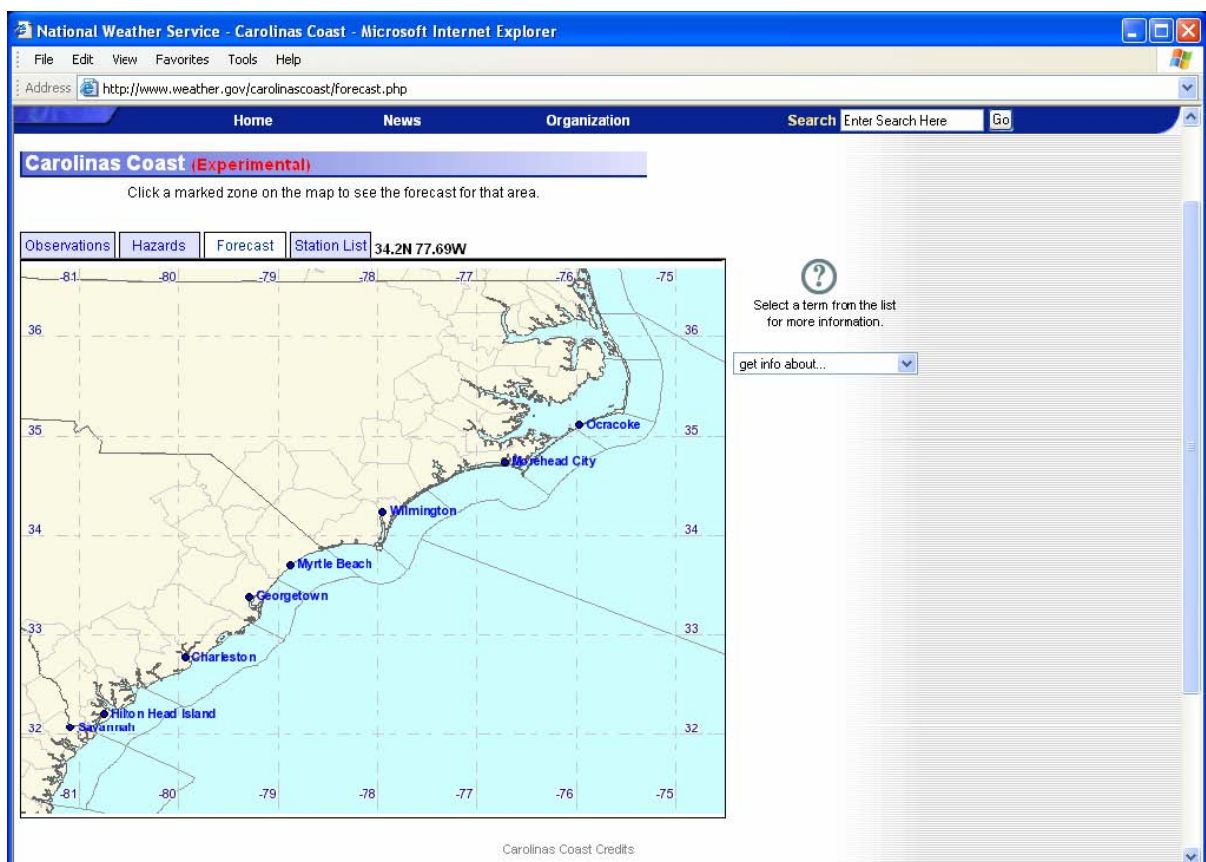 National Weather Service - Carolinas Coast - Microsoft Internet Explorer
File Edit View Favorites Tools Help
Address http://www.weather.gov/carolinascoast/forecast.php
Home News Organization Search Enter Search Here Go
Carolinas Coast (Experimental)
Click a marked zone on the map to see the forecast for that area.
Observations Hazards Forecast Station List 34.2N 77.69W
-81 -80 -79 -78 -77 -76 -75
Select a term from the list
for more information.
36 36
get info about...
Ocracoke
35 35
Morehead City
Wilmington
34 34
Myrtle Beach
Georgetown
33 33
Charleston
Hilton Head Island
32 Savannah 32
-81 -80 -79 -78 -77 -76 -75
Carolinas Coast Credits